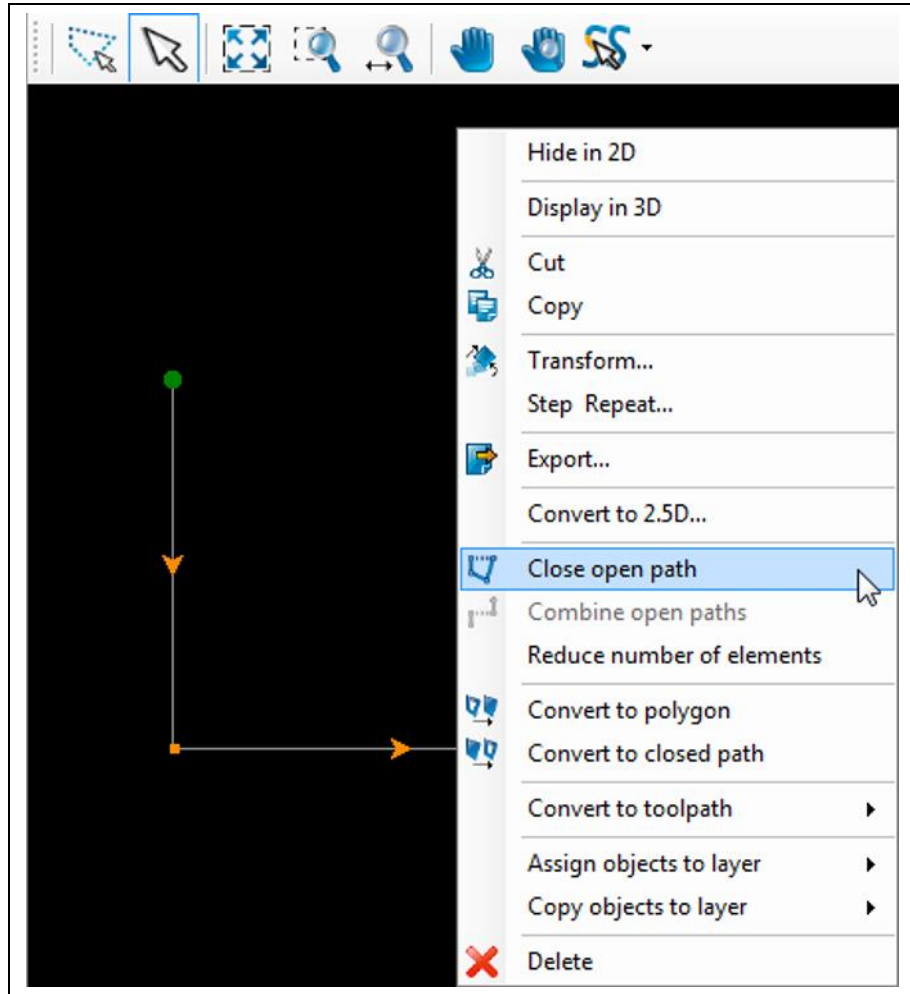 SS
Hide in 2D
Display in 3D
Cut
Copy
Transform...
Step  Repeat...
Export...
Convert to 2.5D...
Close open path
Combine open paths
Reduce number of elements
Convert to polygon
Convert to closed path
Convert to toolpath
Assign objects to layer
Copy objects to layer
Delete